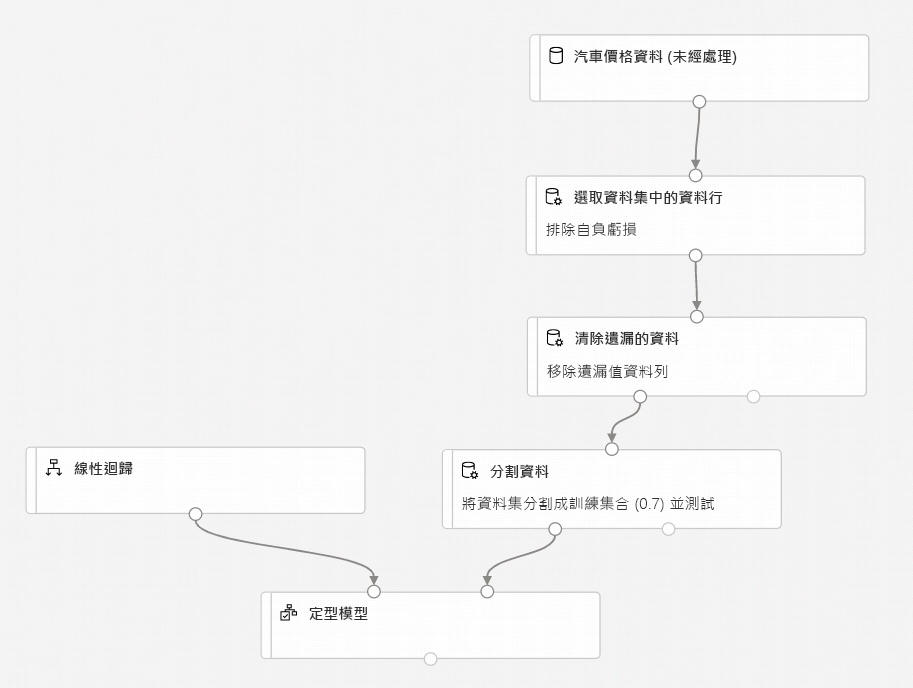 汽車價格資料 (未經處理)
選取資料集中的資料行
排除自負虧損
清除遺漏的資料
移除遺漏值資料列
線性迴歸
分割資料
將資料集分割成訓練集合 (0.7) 並測試
定型模型